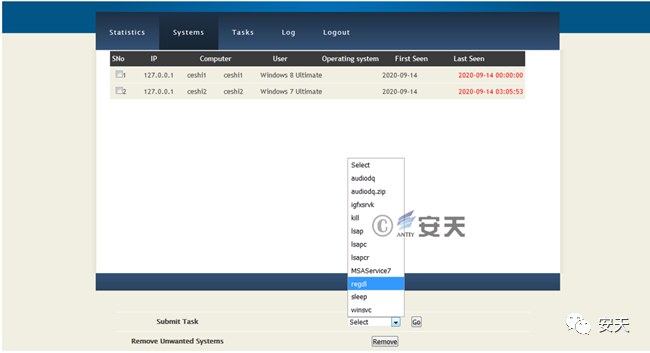 Statistics Systems Tasks Log Logout
SNo IP Computer User Operating system First Seen Last Seen
1 127.0.0.1 ceshi1 ceshi1 Windows 8 Ultimate 2020-09-14 2020-09-14 00:00:00
2 127.0.0.1 ceshi2 ceshi2 Windows 7 Ultimate 2020-09-14 2020-09-14 03:05:53
Select
audiodq
audiodq.zip
igfxsrvk
kill
lsap
lsapc
lsapcr
MSAService7
regdl
sleep
winsvc
© ANTIY 安天
Submit Task Select Go
安天
Remove Unwanted Systems Remove